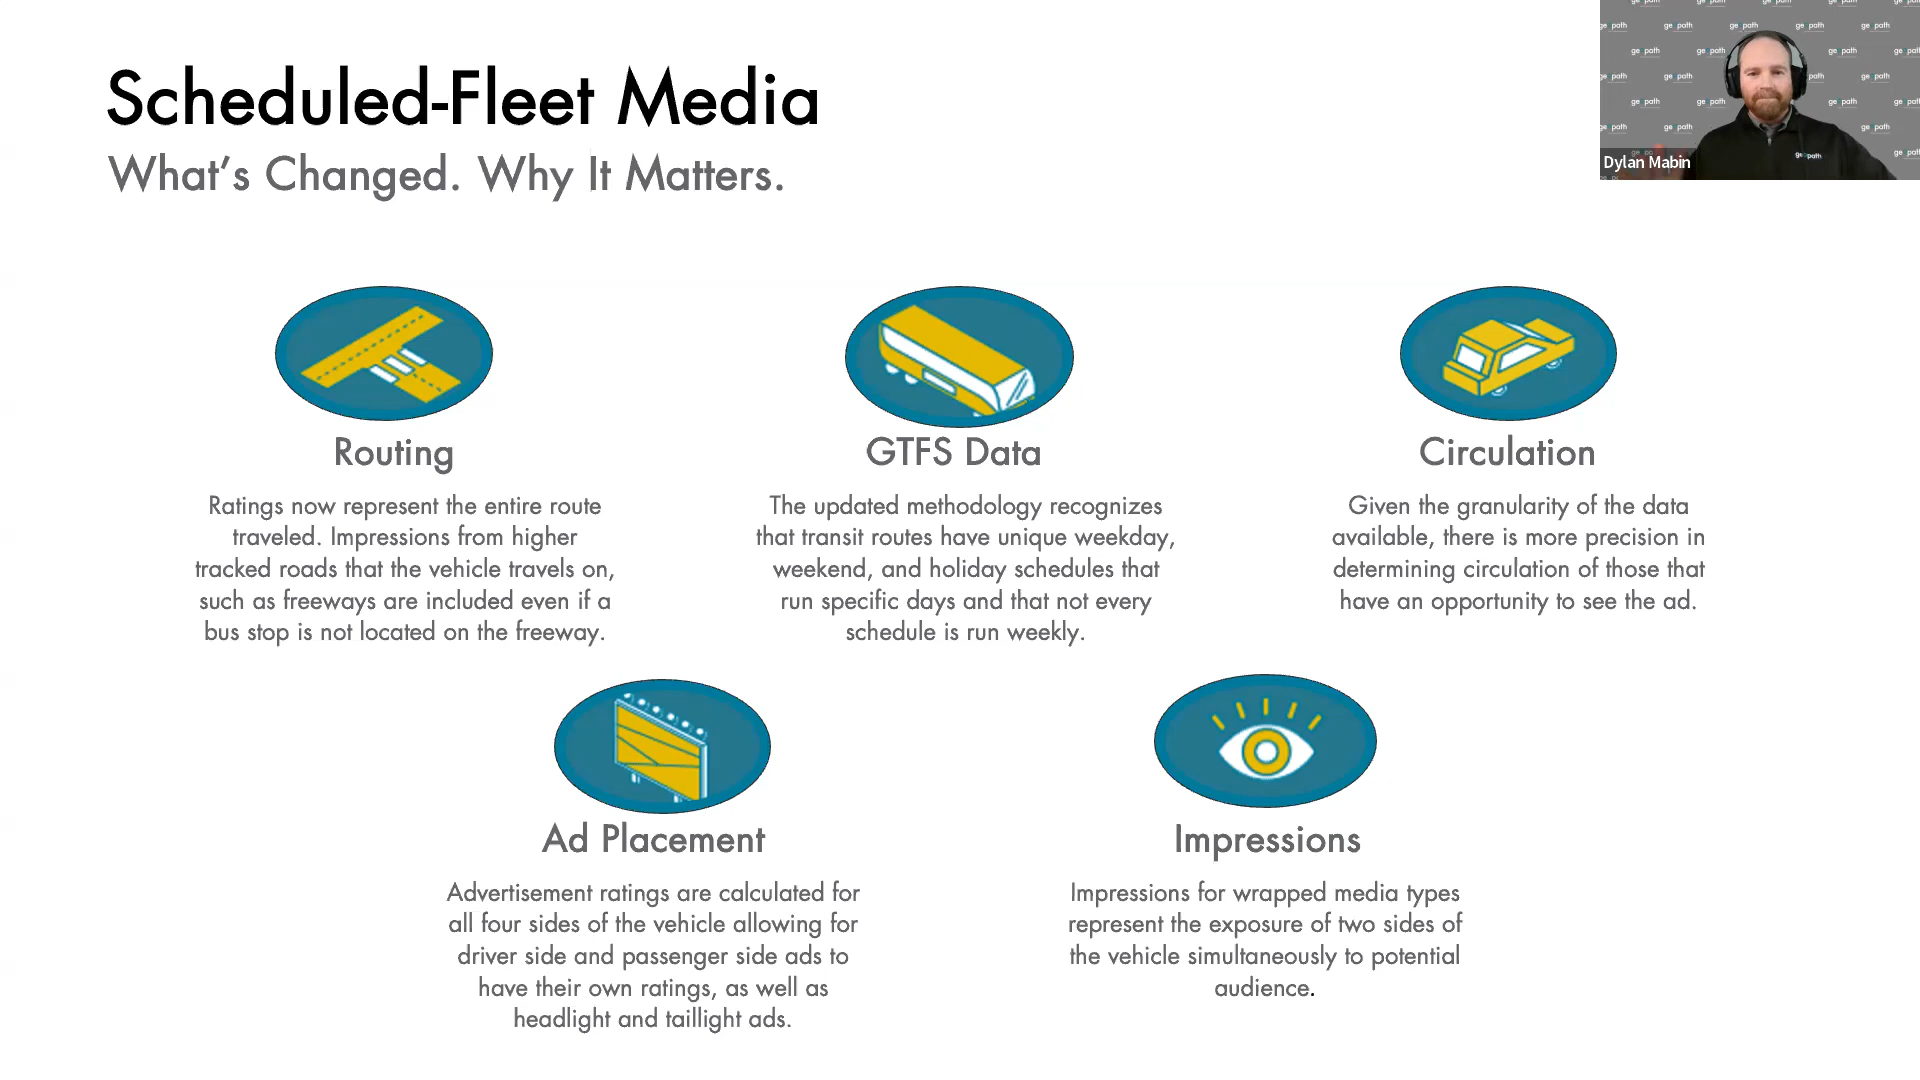 Scheduled-Fleet Media
What's Changed. Why It Matters.
Dylan Mabin
geopath
Routing
Ratings now represent the entire route
traveled. Impressions from higher
tracked roads that the vehicle travels on,
such as freeways are included even if a
bus stop is not located on the freeway.
GTFS Data
The updated methodology recognizes
that transit routes have unique weekday,
weekend, and holiday schedules that
run specific days and that not every
schedule is run weekly.
Circulation
Given the granularity of the data
available, there is more precision in
determining circulation of those that
have an opportunity to see the ad.
Ad Placement
Advertisement ratings are calculated for
all four sides of the vehicle allowing for
driver side and passenger side ads to
have their own ratings, as well as
headlight and taillight ads.
Impressions
Impressions for wrapped media types
represent the exposure of two sides of
the vehicle simultaneously to potential
audience.